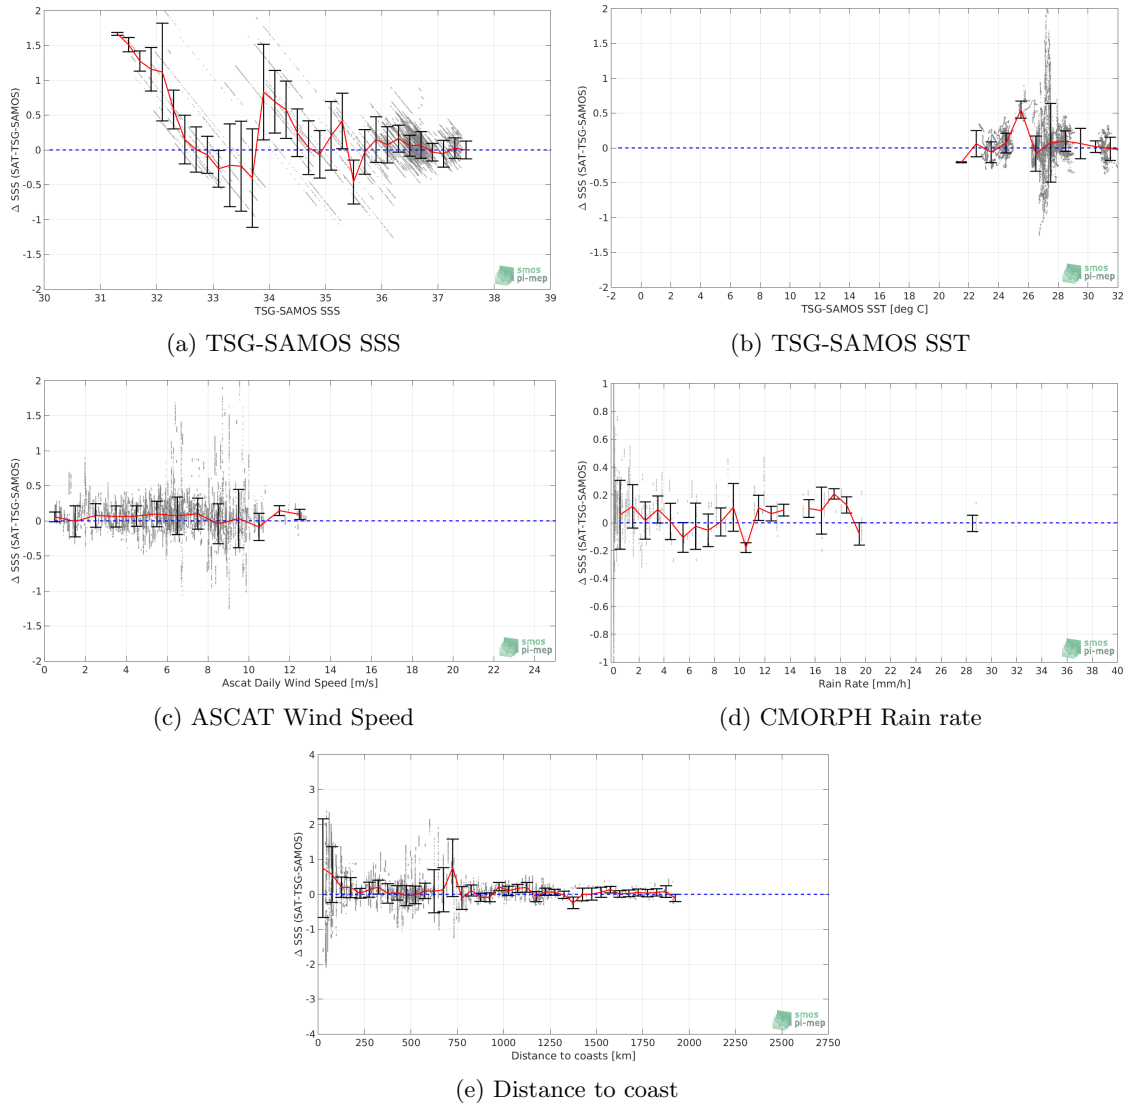 2
1.5
1
0.5
0
-0.5
-1
-1.5
-2
Δ SSS (SAT-TSG-SAMOS)
30 31 32 33 34 35 36 37 38 39
TSG-SAMOS SSS
smos
pi-mep
(a) TSG-SAMOS SSS
2
1.5
1
0.5
0
-0.5
-1
-1.5
-2
Δ SSS (SAT-TSG-SAMOS)
-2 0 2 4 6 8 10 12 14 16 18 20 22 24 26 28 30 32
TSG-SAMOS SST [deg C]
smos
pi-mep
(b) TSG-SAMOS SST
2
1.5
1
0.5
0
-0.5
-1
-1.5
-2
Δ SSS (SAT-TSG-SAMOS)
0 2 4 6 8 10 12 14 16 18 20 22 24
Ascat Daily Wind Speed [m/s]
smos
pi-mep
(c) ASCAT Wind Speed
1
0.8
0.6
0.4
0.2
0
-0.2
-0.4
-0.6
-0.8
-1
Δ SSS (SAT-TSG-SAMOS)
0 2 4 6 8 10 12 14 16 18 20 22 24 26 28 30 32 34 36 38 40
Rain Rate [mm/h]
smos
pi-mep
(d) CMORPH Rain rate
4
3
2
1
0
-1
-2
-3
-4
Δ SSS (SAT-TSG-SAMOS)
0 250 500 750 1000 1250 1500 1750 2000 2250 2500 2750
Distance to coasts [km]
smos
pi-mep
(e) Distance to coast